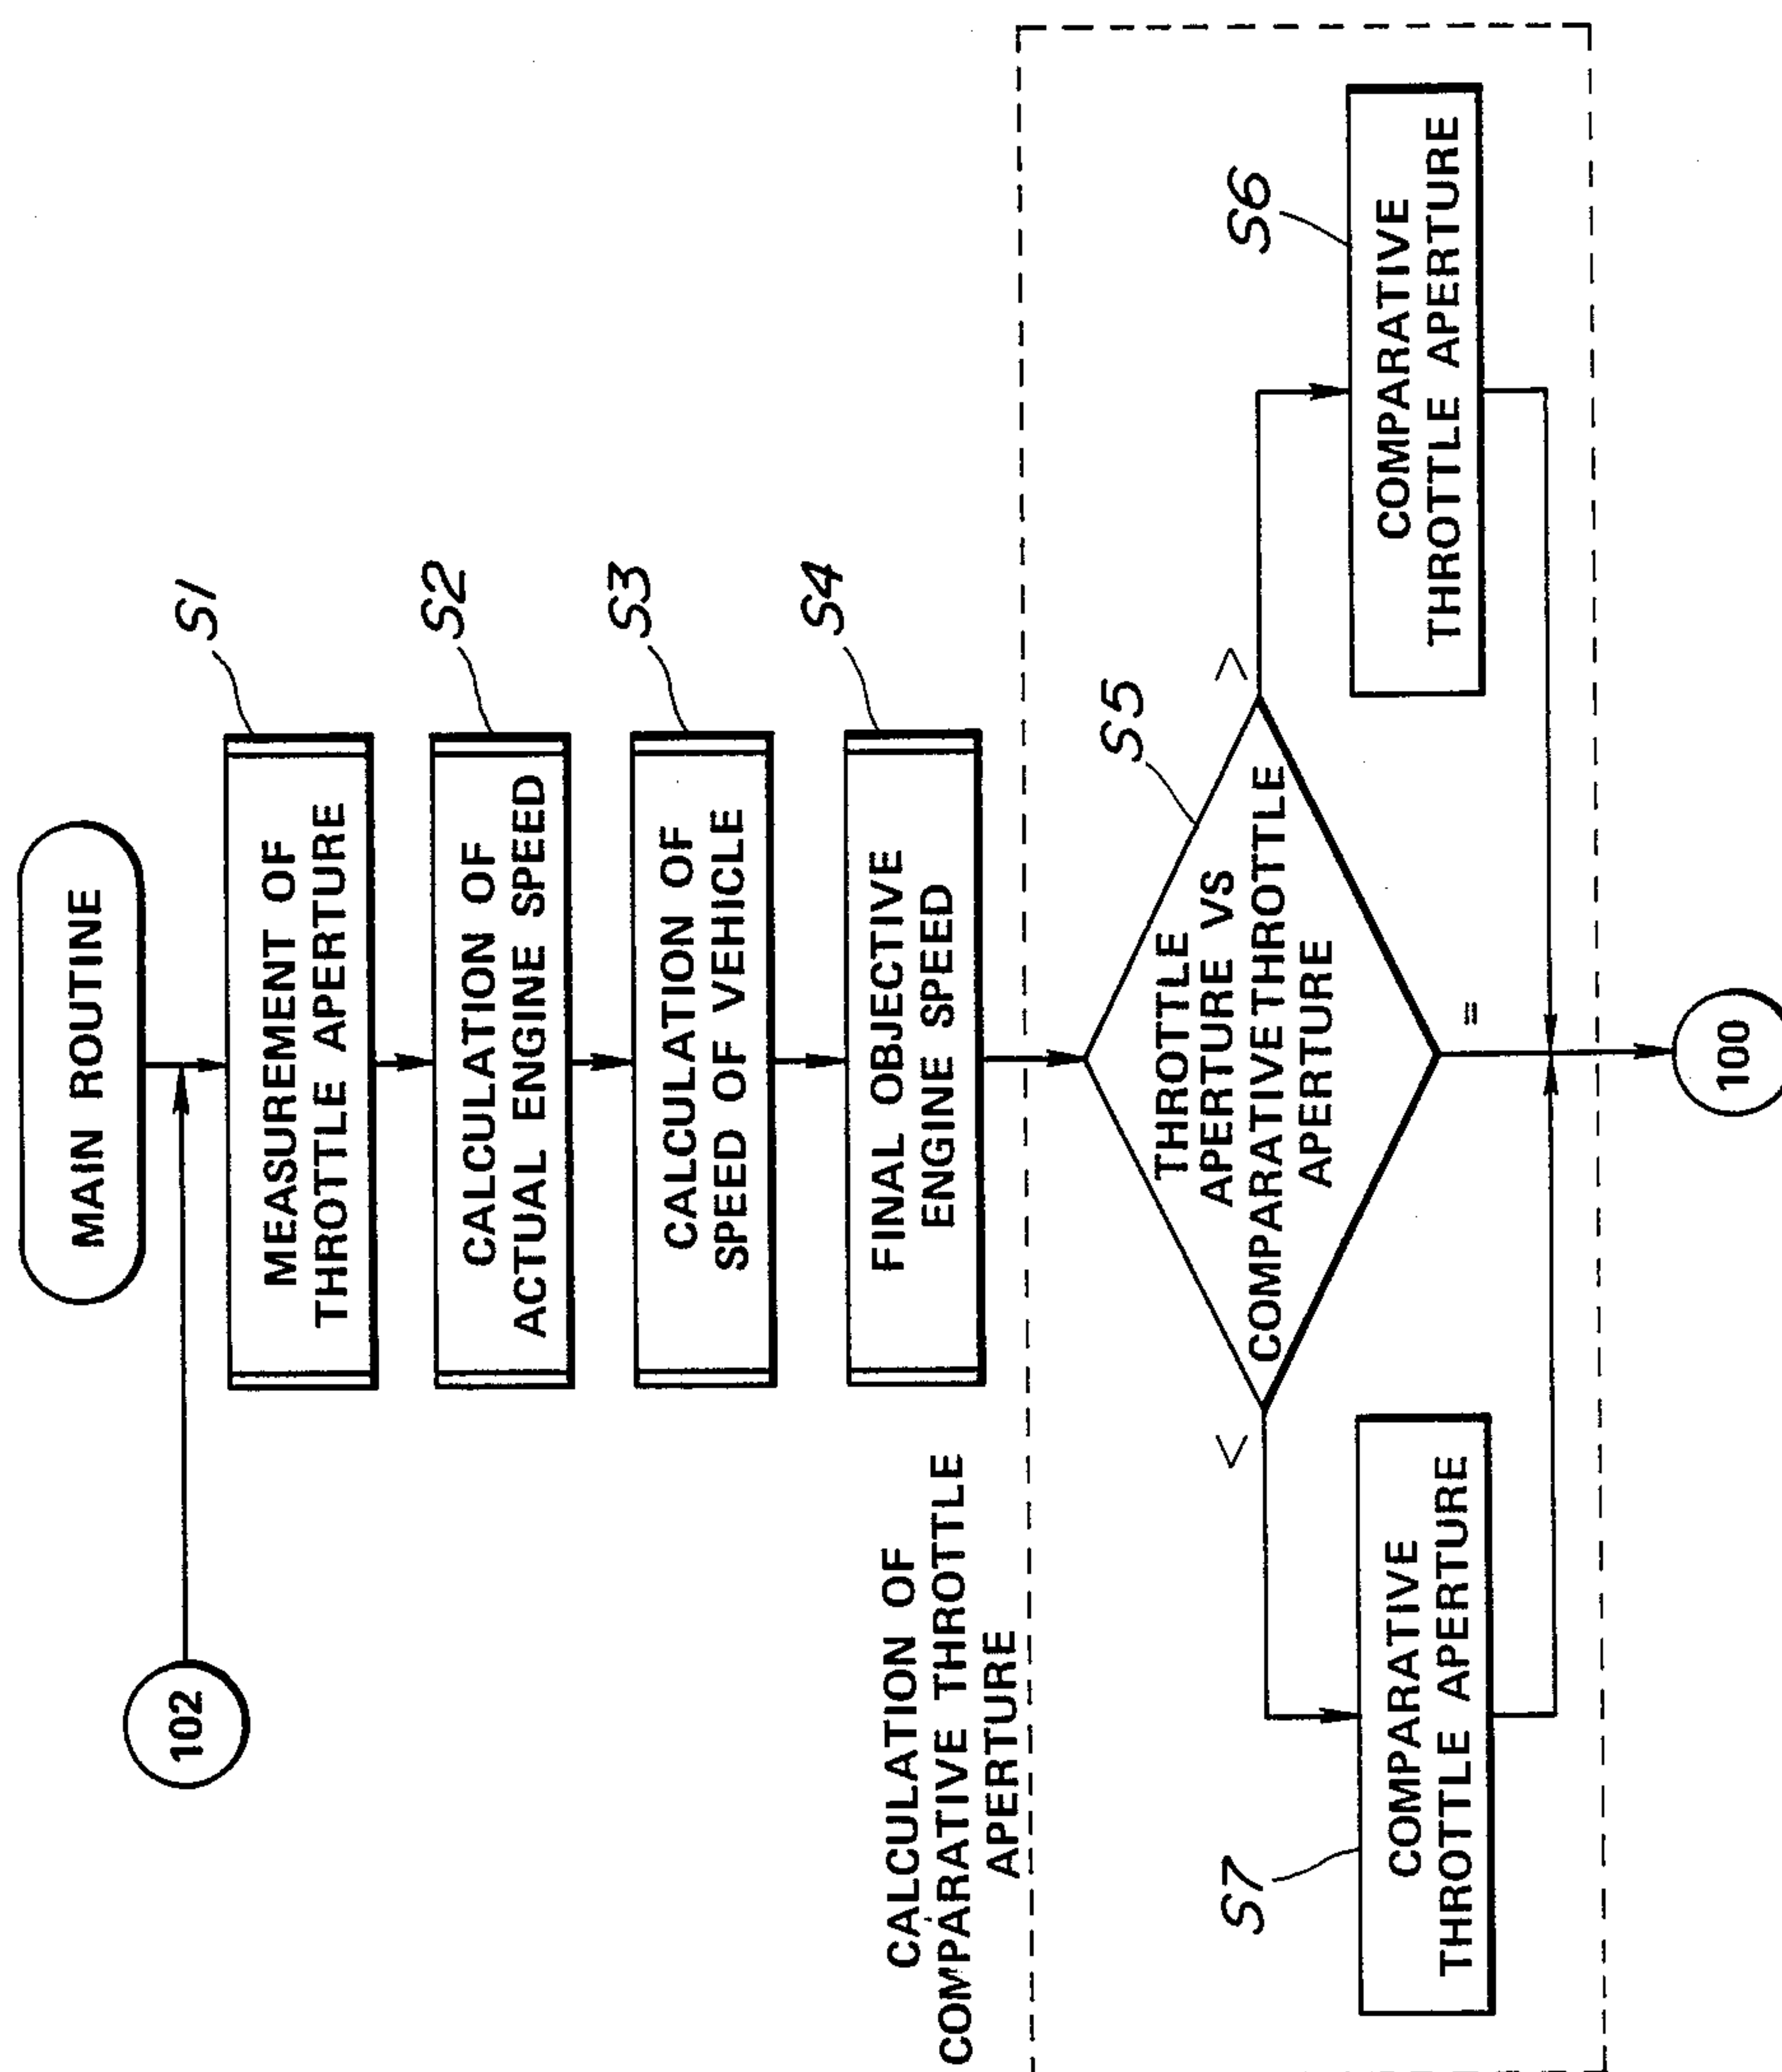 MAIN ROUTINE
102
S1
MEASUREMENT OF
THROTTLE APERTURE
S2
CALCULATION OF
ACTUAL ENGINE SPEED
S3
CALCULATION OF
SPEED OF VEHICLE
S4
FINAL OBJECTIVE
ENGINE SPEED
CALCULATION OF
COMPARATIVE THROTTLE
APERTURE
S5
THROTTLE
APERTURE VS
COMPARATIVE THROTTLE
APERTURE
<
>
=
S7
COMPARATIVE
THROTTLE APERTURE
S6
COMPARATIVE
THROTTLE APERTURE
100